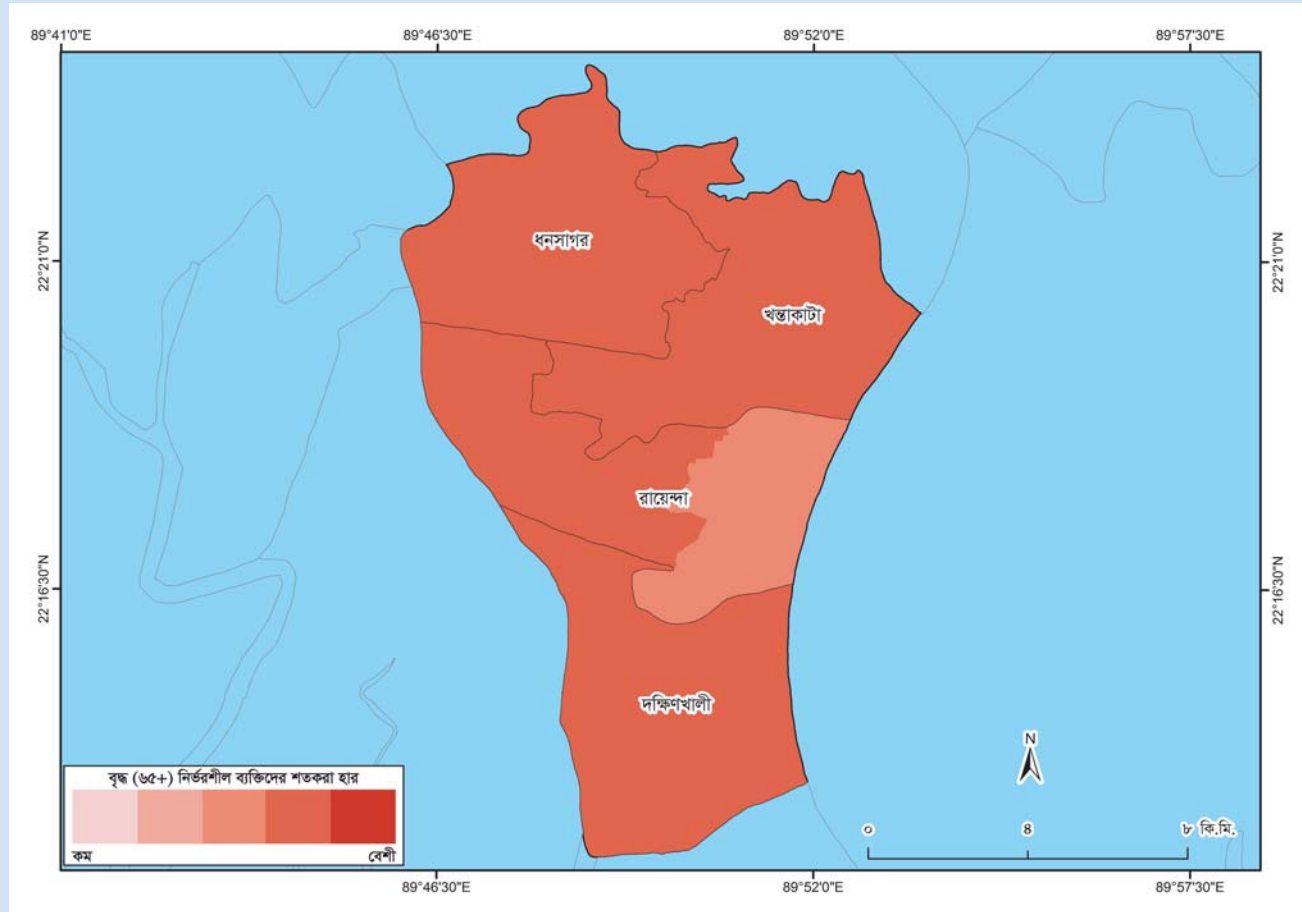 89°41'0"E
89°46'30"E
89°52'0"E
89°57'30"E
22°21'0"N
22°21'0"N
ধনসাগর
খন্তাকাটা
রায়েন্দা
22°16'30"N
22°16'30"N
দক্ষিণখালী
N
বৃদ্ধ (৬৫+) নির্ভরশীল ব্যক্তিদের শতকরা হার
কম
বেশী
০
৪
৮ কি.মি.
89°46'30"E
89°52'0"E
89°57'30"E